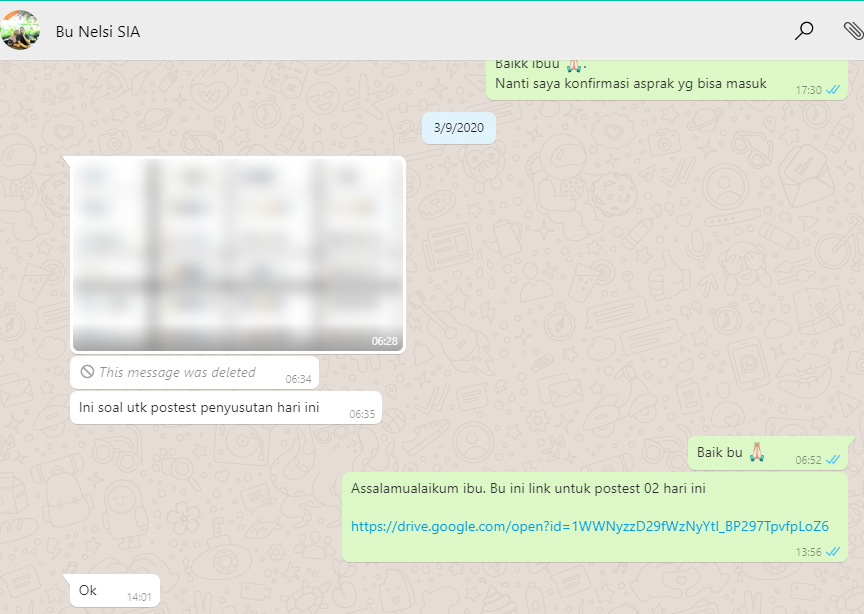 Bu Nelsi SIA
Baikk ibuu 🙏🏻.
Nanti saya konfirmasi asprak yg bisa masuk
17:30
3/9/2020
06:28
This message was deleted
06:34
Ini soal utk postest penyusutan hari ini
06:35
Baik bu 🙏🏻
06:52
Assalamualaikum ibu. Bu ini link untuk postest 02 hari ini
https://drive.google.com/open?id=1WWNyzzD29fWzNyYtl_BP297TpvfpLoZ6
13:56
Ok
14:01